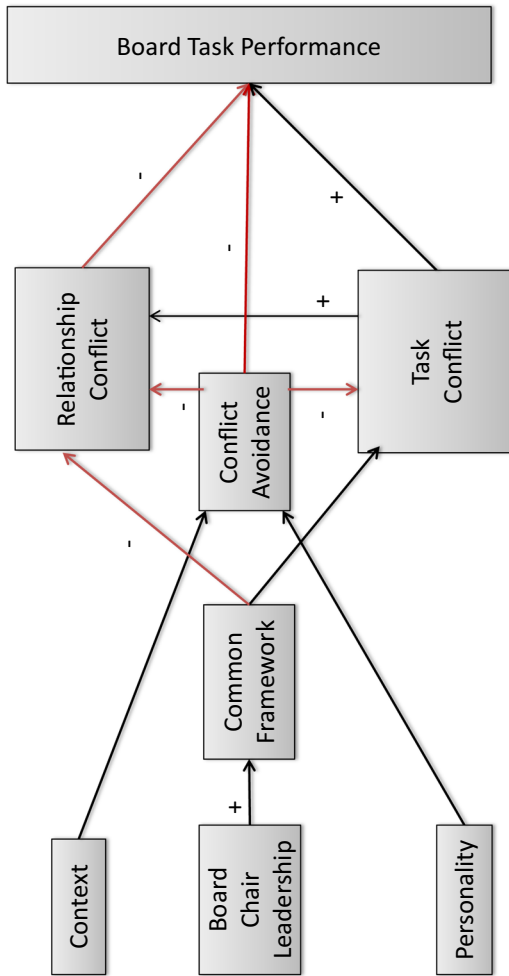 Board Task Performance
-
-
+
Relationship
Conflict
+
Task
Conflict
-
-
Conflict
Avoidance
-
Common
Framework
+
Context
Board
Chair
Leadership
Personality